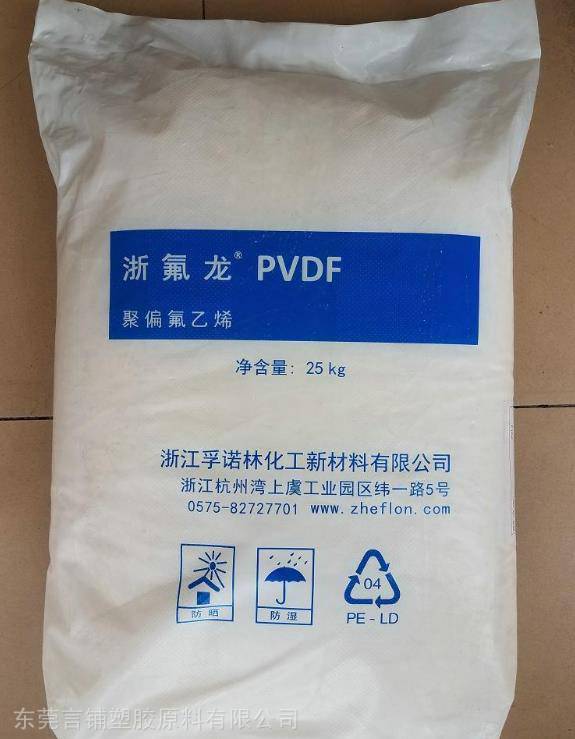 浙氟龙® PVDF
聚偏氟乙烯
净含量: 25 kg
浙江孚诺林化工新材料有限公司
浙江杭州湾上虞工业园区纬一路5号
0575-82727701 www.zheflon.com
防晒 防湿 04
PE-LD
东莞言铺塑胶原料有限公司